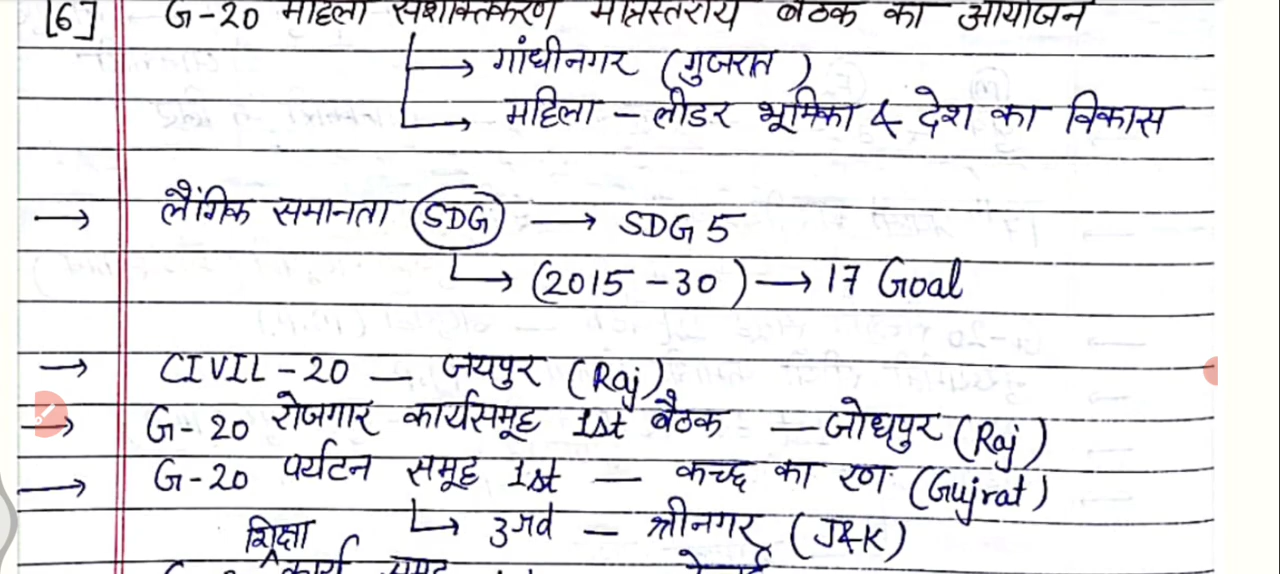 [6] G-20 महिला सशक्तिकरण मंत्रिस्तरीय बैठक का आयोजन
→ गांधीनगर (गुजरात)
→ महिला - लीडर भूमिका & देश का विकास
→ लैंगिक समानता (SDG) → SDG 5
→ (2015-30) → 17 Goal
→ CIVIL-20 — जयपुर (Raj)
→ G-20 रोजगार कार्यसमूह 1st बैठक — जोधपुर (Raj)
→ G-20 पर्यटन समूह 1st — कच्छ का रण (Gujrat)
→ 3rd — श्रीनगर (J&K)
शिक्षा
कार्य समूह